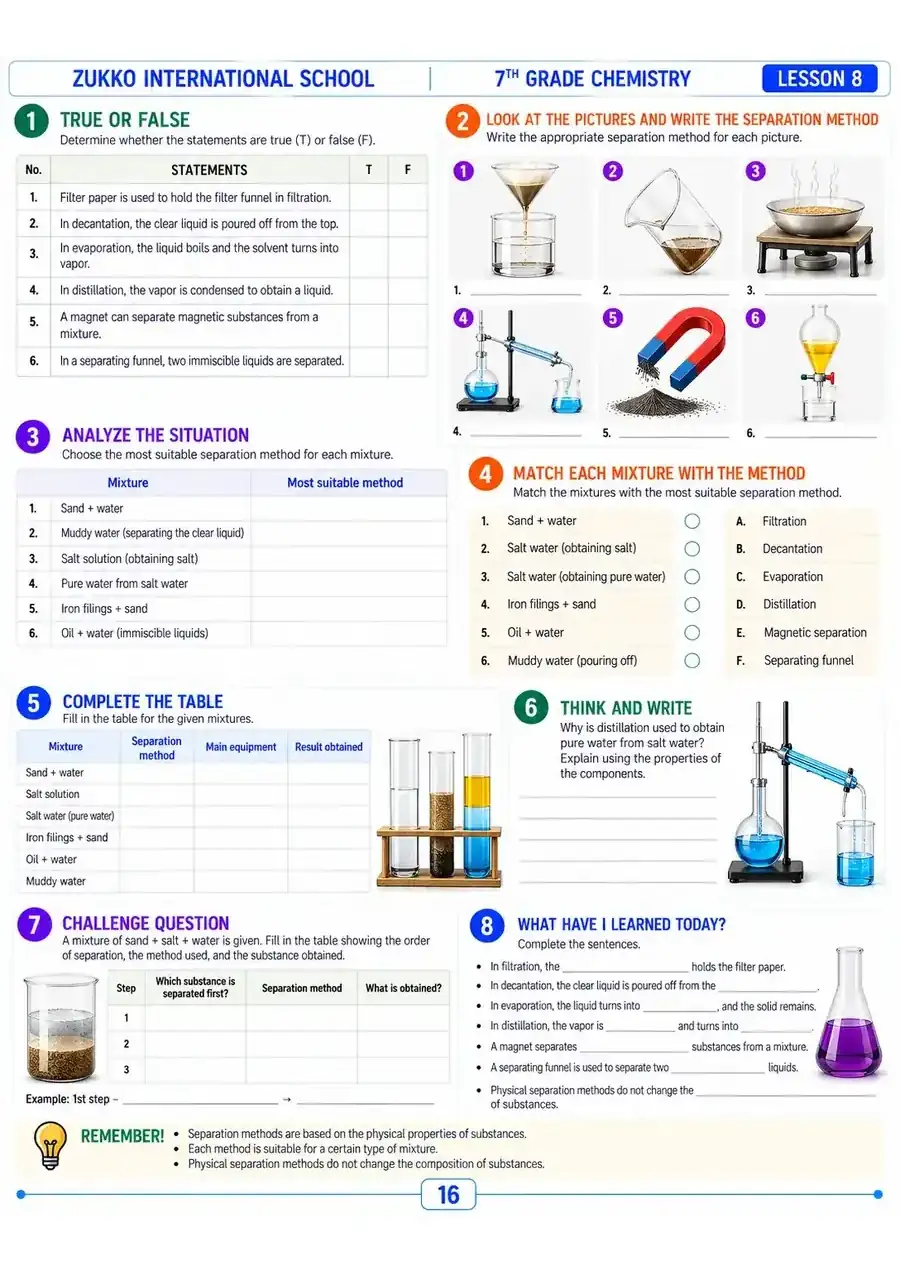 ZUKKO INTERNATIONAL SCHOOL
7TH GRADE CHEMISTRY
LESSON 8
1 TRUE OR FALSE
Determine whether the statements are true (T) or false (F).
No. STATEMENTS T F
1. Filter paper is used to hold the filter funnel in filtration.
2. In decantation, the clear liquid is poured off from the top.
3. In evaporation, the liquid boils and the solvent turns into
vapor.
4. In distillation, the vapor is condensed to obtain a liquid.
5. A magnet can separate magnetic substances from a
mixture.
6. In a separating funnel, two immiscible liquids are separated.
2 LOOK AT THE PICTURES AND WRITE THE SEPARATION METHOD
Write the appropriate separation method for each picture.
1 2 3
1. ____ 2. ____ 3. ____
4 5 6
4. ____ 5. ____ 6. ____
3 ANALYZE THE SITUATION
Choose the most suitable separation method for each mixture.
Mixture Most suitable method
1. Sand + water
2. Muddy water (separating the clear liquid)
3. Salt solution (obtaining salt)
4. Pure water from salt water
5. Iron filings + sand
6. Oil + water (immiscible liquids)
4 MATCH EACH MIXTURE WITH THE METHOD
Match the mixtures with the most suitable separation method.
1. Sand + water A. Filtration
2. Salt water (obtaining salt) B. Decantation
3. Salt water (obtaining pure water) C. Evaporation
4. Iron filings + sand D. Distillation
5. Oil + water E. Magnetic separation
6. Muddy water (pouring off) F. Separating funnel
5 COMPLETE THE TABLE
Fill in the table for the given mixtures.
Mixture Separation method Main equipment Result obtained
Sand + water
Salt solution
Salt water (pure water)
Iron filings + sand
Oil + water
Muddy water
6 THINK AND WRITE
Why is distillation used to obtain
pure water from salt water?
Explain using the properties of
the components.
7 CHALLENGE QUESTION
A mixture of sand + salt + water is given. Fill in the table showing the order
of separation, the method used, and the substance obtained.
Step Which substance is separated first? Separation method What is obtained?
1
2
3
Example: 1st step – ____ → ____
8 WHAT HAVE I LEARNED TODAY?
Complete the sentences.
• In filtration, the ____ holds the filter paper.
• In decantation, the clear liquid is poured off from the ____.
• In evaporation, the liquid turns into ____, and the solid remains.
• In distillation, the vapor is ____ and turns into ____.
• A magnet separates ____ substances from a mixture.
• A separating funnel is used to separate two ____ liquids.
• Physical separation methods do not change the ____
of substances.
REMEMBER!
• Separation methods are based on the physical properties of substances.
• Each method is suitable for a certain type of mixture.
• Physical separation methods do not change the composition of substances.
16